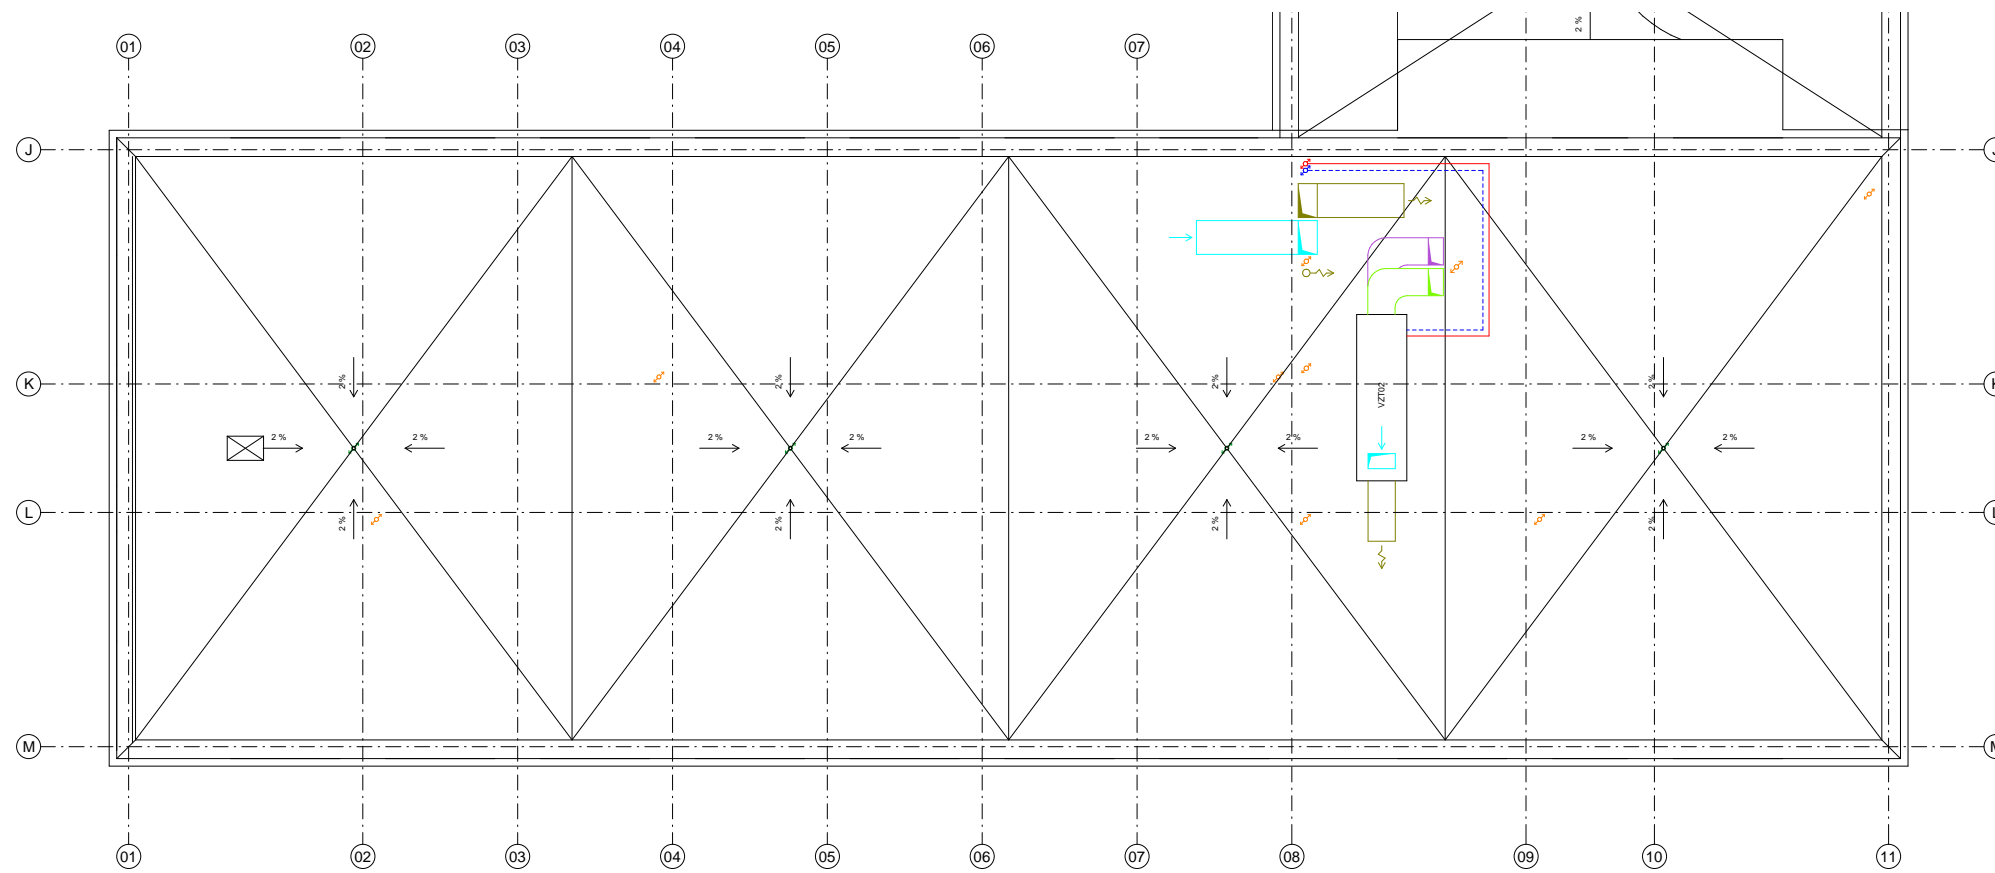 2 %
01 02 03 04 05 06 07
J
K
2 % 2 % 2 % 2 %
VZT02
2 % 2 % 2 % 2 % 2 % 2 % 2 % 2 %
L
2 % 2 % 2 % 2 %
M
01 02 03 04 05 06 07 08 09 10 11